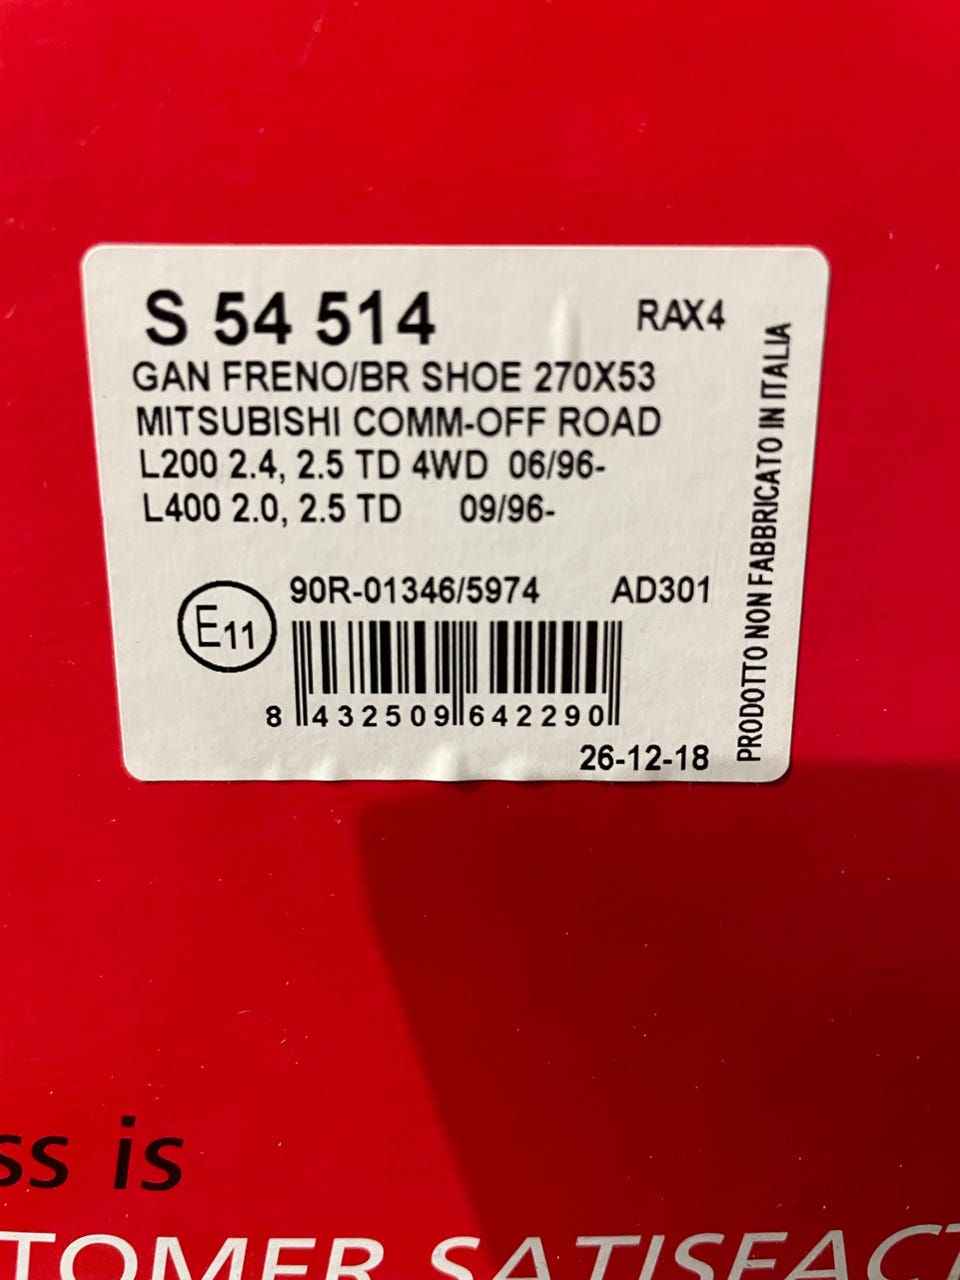 S 54 514 RAX4
GAN FRENO/BR SHOE 270X53
MITSUBISHI COMM-OFF ROAD
L200 2.4, 2.5 TD 4WD 06/96-
L400 2.0, 2.5 TD 09/96-
90R-01346/5974 AD301
E11
8 432509 642290
26-12-18
PRODOTTO NON FABBRICATO IN ITALIA
ss is
TOMER SATISFACT